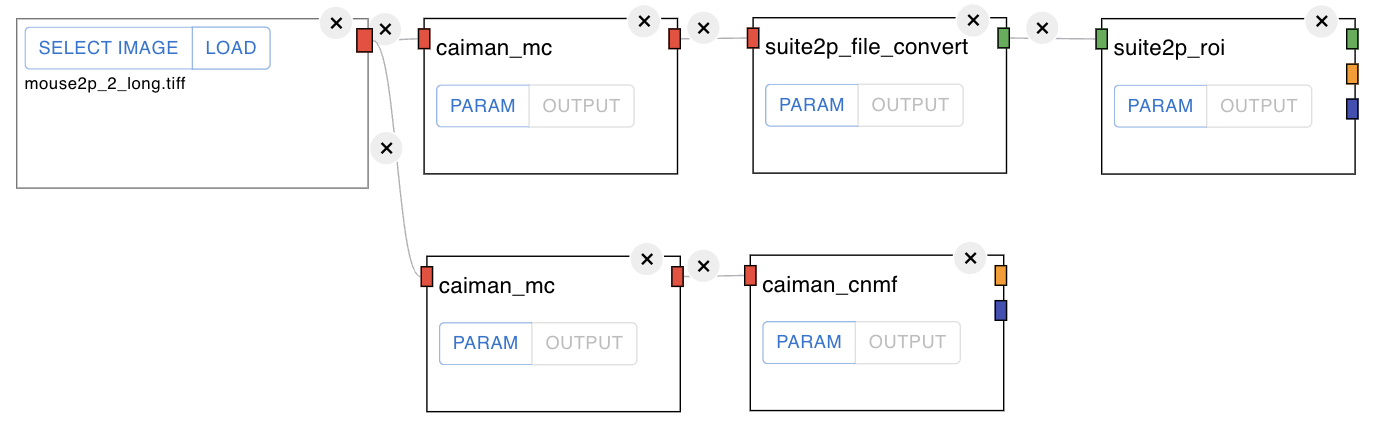 SELECT IMAGE LOAD
mouse2p_2_long.tiff
caiman_mc
PARAM OUTPUT
suite2p_file_convert
PARAM OUTPUT
suite2p_roi
PARAM OUTPUT
caiman_mc
PARAM OUTPUT
caiman_cnmf
PARAM OUTPUT